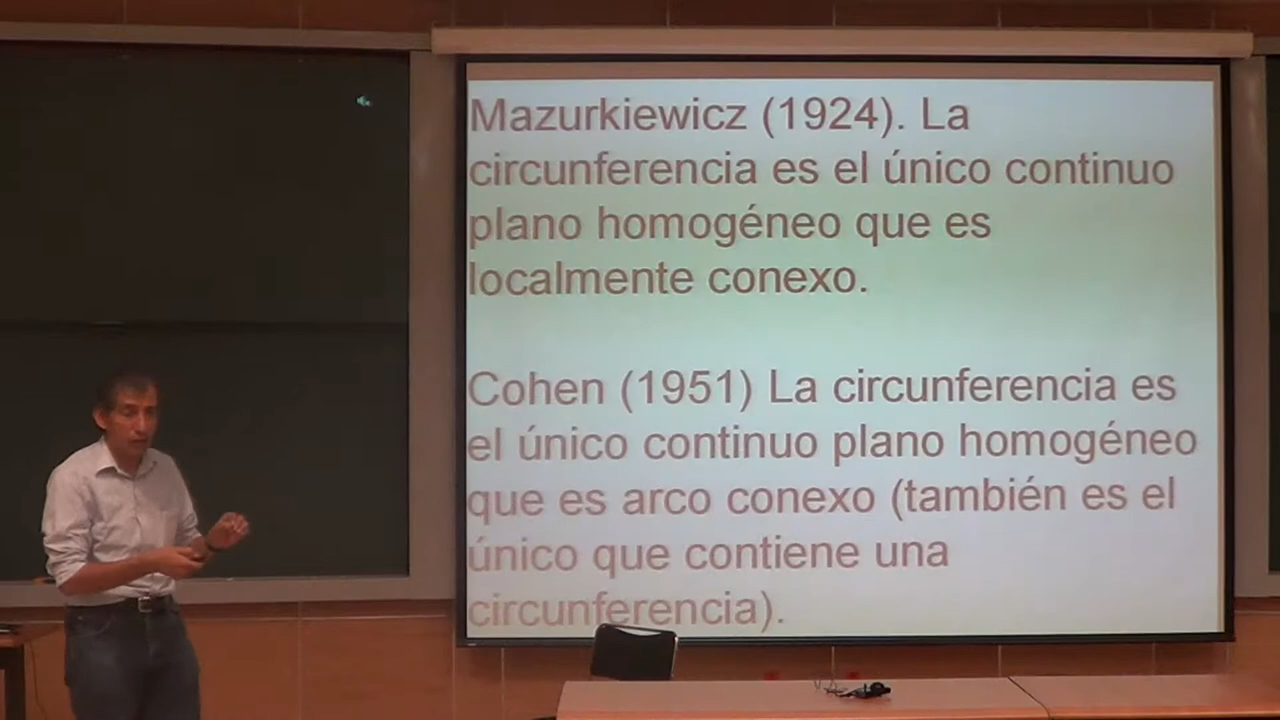 Mazurkiewicz (1924). La
circunferencia es el único continuo
plano homogéneo que es
localmente conexo.
Cohen (1951) La circunferencia es
el único continuo plano homogéneo
que es arco conexo (también es el
único que contiene una
circunferencia).